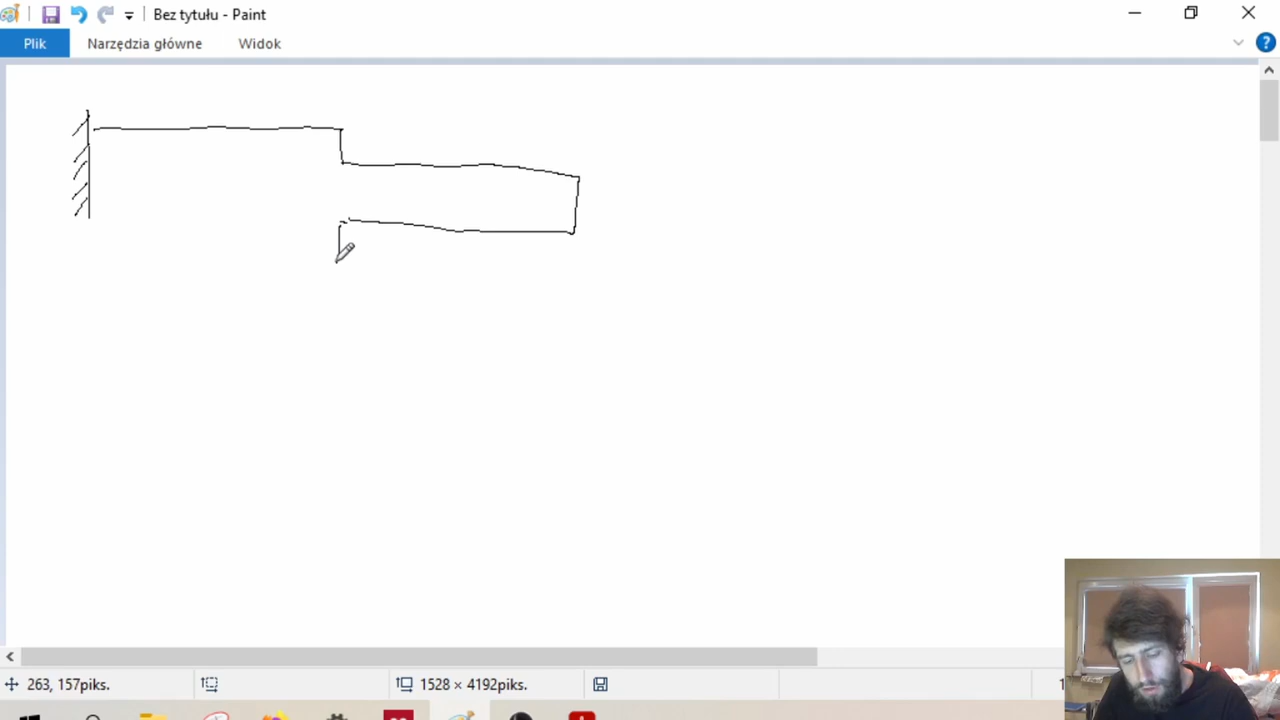 Bez tytułu - Paint
Plik Narzędzia główne Widok
263, 157piks. 1528 × 4192piks.